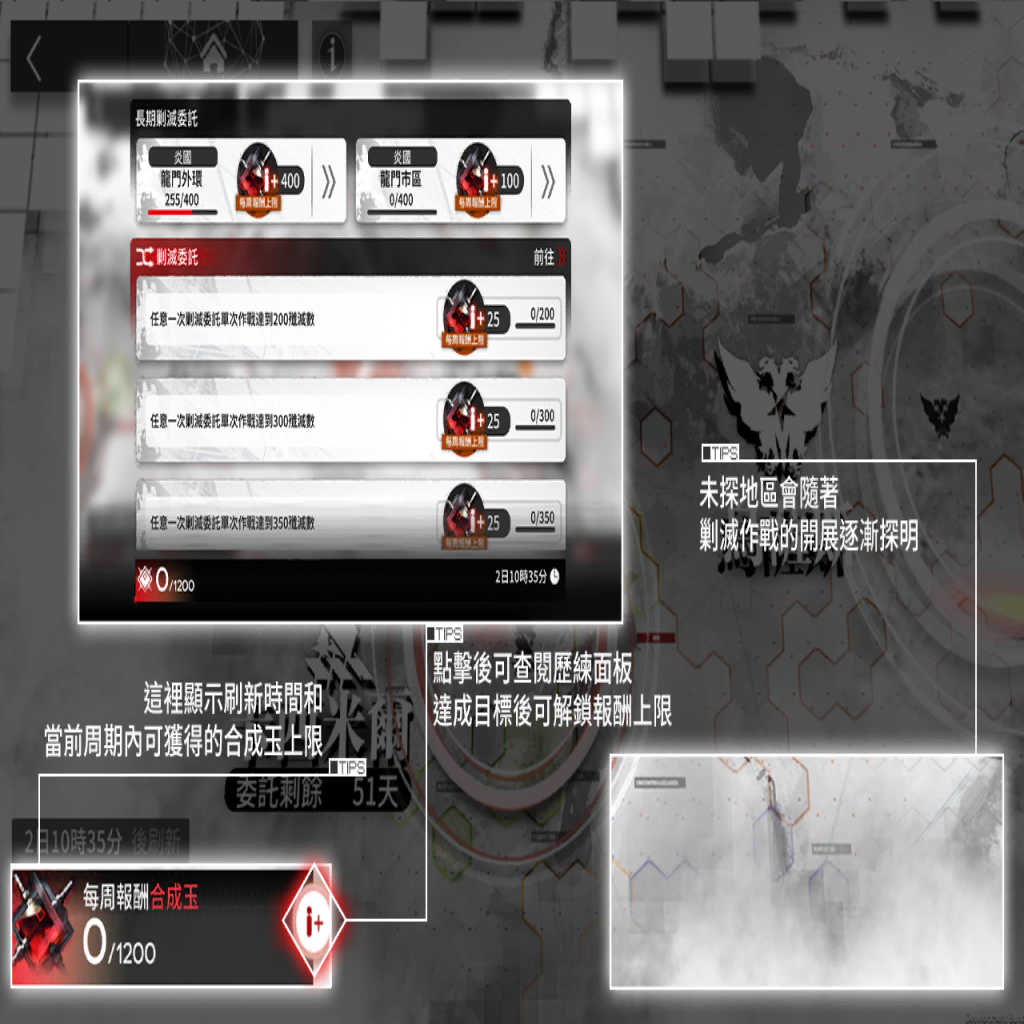 長期剿滅委託
炎國
龍門外環
255/400
+400
每周報酬上限
炎國
龍門市區
0/400
+100
每周報酬上限
剿滅委託
前往
任意一次剿滅委託單次作戰達到200殲滅數
+25
每周報酬上限
0/200
任意一次剿滅委託單次作戰達到300殲滅數
+25
每周報酬上限
0/300
任意一次剿滅委託單次作戰達到350殲滅數
+25
每周報酬上限
0/350
0/1200
2日10時35分
TIPS
未探地區會隨著
剿滅作戰的開展逐漸探明
TIPS
點擊後可查閱歷練面板
達成目標後可解鎖報酬上限
這裡顯示刷新時間和
當前周期內可獲得的合成玉上限
TIPS
委託剩餘 51天
2日10時35分 後刷新
每周報酬合成玉
0/1200
i+